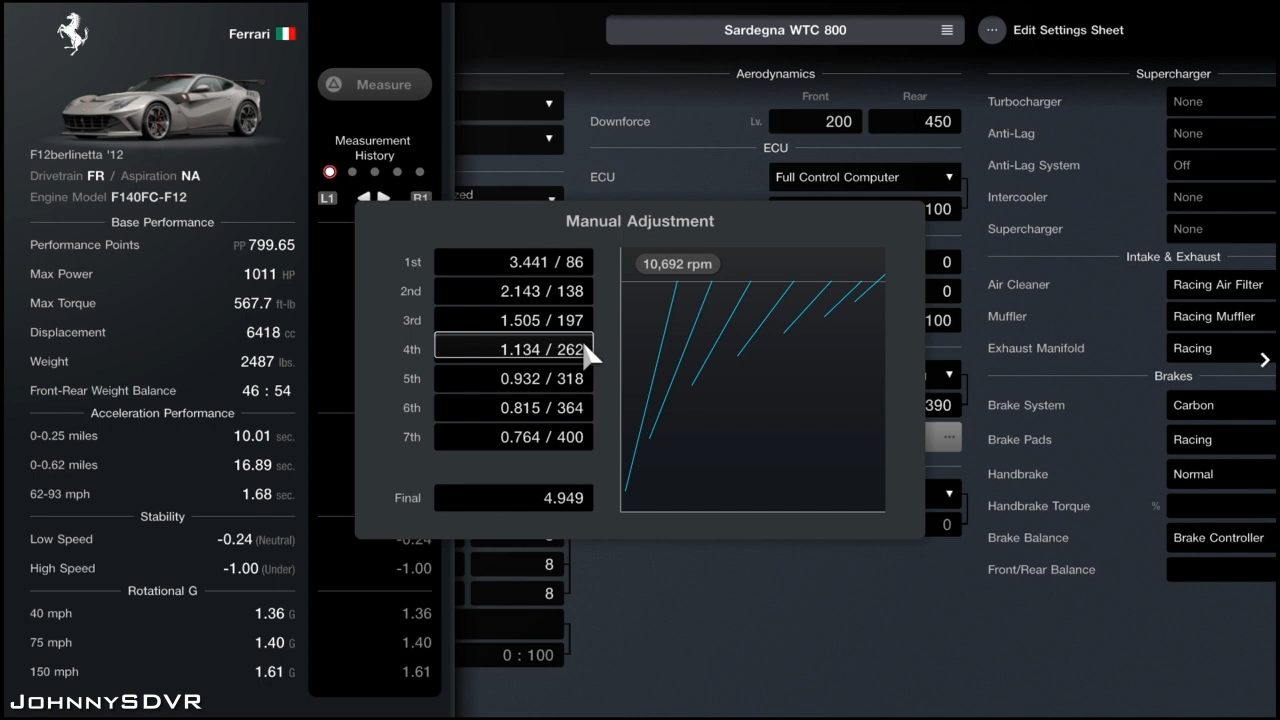 Ferrari
F12berlinetta '12
Drivetrain FR / Aspiration NA
Engine Model F140FC-F12
Base Performance
Performance Points PP 799.65
Max Power 1011 HP
Max Torque 567.7 ft-lb
Displacement 6418 cc
Weight 2487 lbs.
Front-Rear Weight Balance 46 : 54
Acceleration Performance
0-0.25 miles 10.01 sec.
0-0.62 miles 16.89 sec.
62-93 mph 1.68 sec.
Stability
Low Speed -0.24 (Neutral)
High Speed -1.00 (Under)
Rotational G
40 mph 1.36 G
75 mph 1.40 G
150 mph 1.61 G
JohnnySDVR
Measure
Measurement
History
L1 R1
-0.24
-1.00
1.36
1.40
1.61
Sardegna WTC 800
Edit Settings Sheet
Aerodynamics
Front Rear
Downforce Lv. 200 450
ECU
ECU Full Control Computer
100
0
0
100
390
0
zed
8
8
0 : 100
Manual Adjustment
1st 3.441 / 86
2nd 2.143 / 138
3rd 1.505 / 197
4th 1.134 / 262
5th 0.932 / 318
6th 0.815 / 364
7th 0.764 / 400
Final 4.949
10,692 rpm
Supercharger
Turbocharger None
Anti-Lag None
Anti-Lag System Off
Intercooler None
Supercharger None
Intake & Exhaust
Air Cleaner Racing Air Filter
Muffler Racing Muffler
Exhaust Manifold Racing
Brakes
Brake System Carbon
Brake Pads Racing
Handbrake Normal
Handbrake Torque %
Brake Balance Brake Controller
Front/Rear Balance